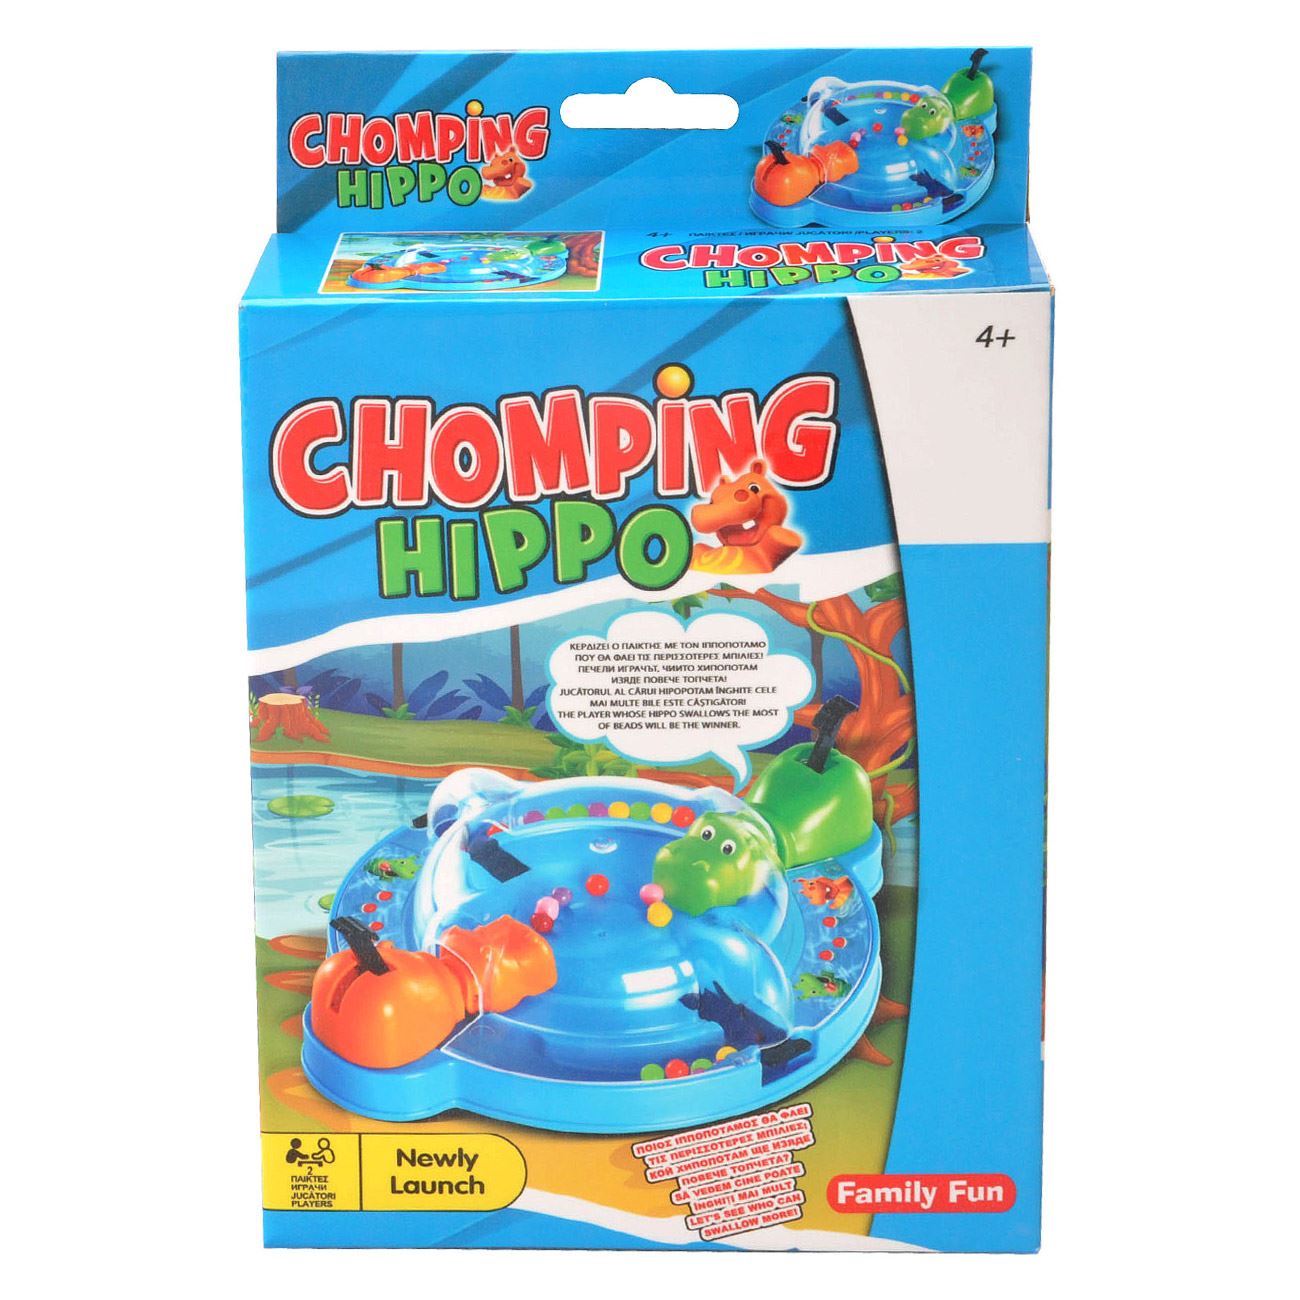 CHOMPING
HIPPO
4+ ΠΑΙΚΤΕΣ/ИГРАЧИ JUCĂTORI/PLAYERS: 2
CHOMPING
HIPPO
4+
CHOMPING
HIPPO
ΚΕΡΔΙΖΕΙ Ο ΠΑΙΚΤΗΣ ΜΕ ΤΟΝ ΙΠΠΟΠΟΤΑΜΟ
ΠΟΥ ΘΑ ΦΑΕΙ ΤΙΣ ΠΕΡΙΣΣΟΤΕΡΕΣ ΜΠΙΛΙΕΣ!
ПЕЧЕЛИ ИГРАЧЪТ, ЧИИТО ХИПОПОТАМ
ИЗЯДЕ ПОВЕЧЕ ТОПЧЕТА!
JUCĂTORUL AL CĂRUI HIPOPOTAM ÎNGHITE CELE
MAI MULTE BILE ESTE CÂȘTIGĂTOR!
THE PLAYER WHOSE HIPPO SWALLOWS THE MOST
OF BEADS WILL BE THE WINNER.
2
ΠΑΙΚΤΕΣ
ИГРАЧИ
JUCĂTORI
PLAYERS
Newly
Launch
ΠΟΙΟΣ ΙΠΠΟΠΟΤΑΜΟΣ ΘΑ ΦΑΕΙ
ΤΙΣ ΠΕΡΙΣΣΟΤΕΡΕΣ ΜΠΙΛΙΕΣ;
КОЙ ХИПОПОТАМ ЩЕ ИЗЯДЕ
ПОВЕЧЕ ТОПЧЕТА?
SĂ VEDEM CINE POATE
ÎNGHIȚI MAI MULT
LET'S SEE WHO CAN
SWALLOW MORE!
Family Fun